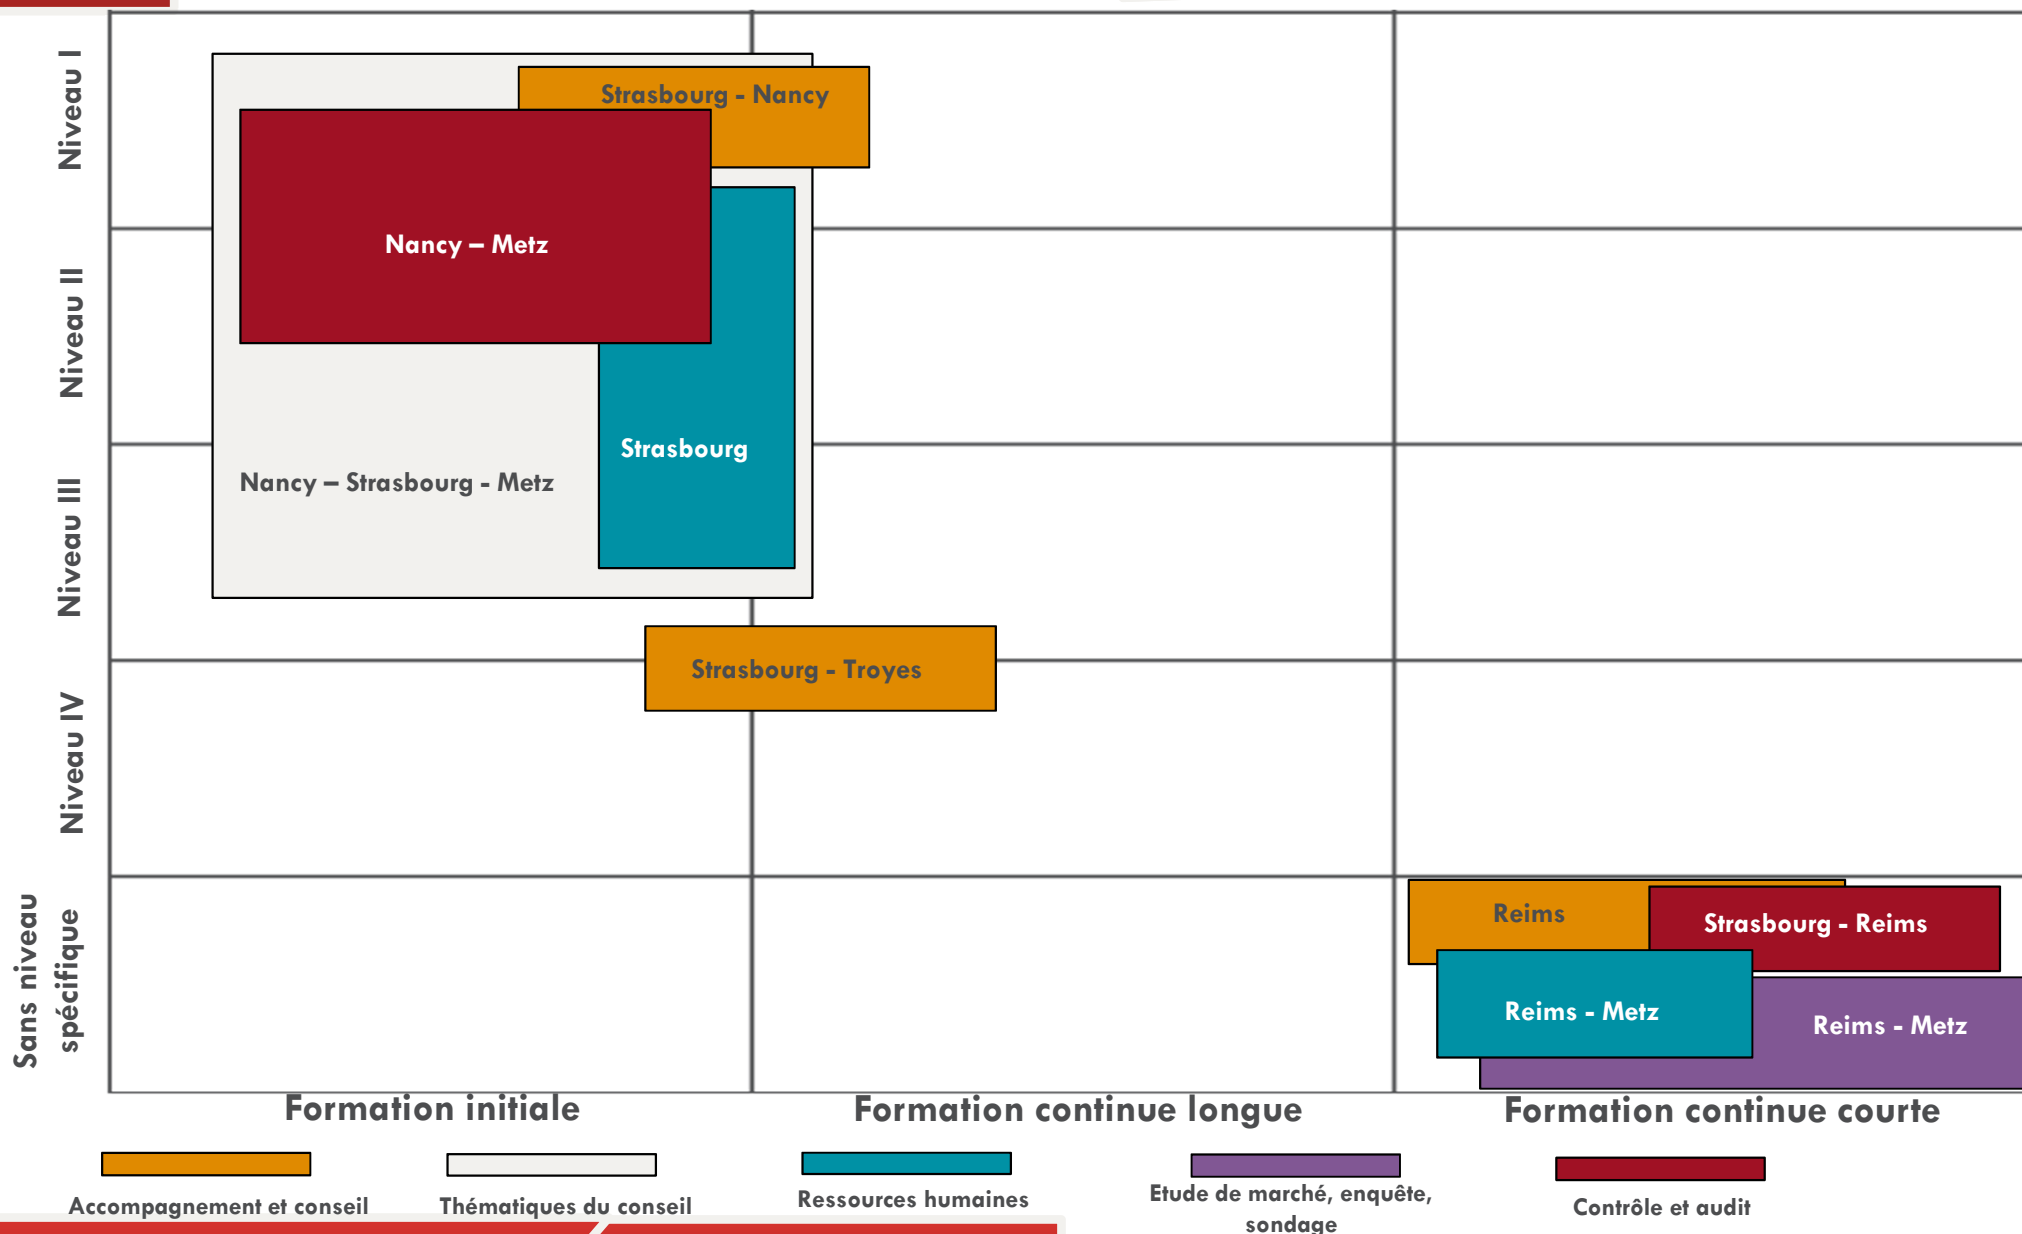 Niveau I
Strasbourg - Nancy
Nancy – Metz
Niveau II
Strasbourg
Nancy – Strasbourg - Metz
Niveau III
Strasbourg - Troyes
Niveau IV
Sans niveau
spécifique
Reims
Strasbourg - Reims
Reims - Metz
Reims - Metz
Formation initiale
Formation continue longue
Formation continue courte
Accompagnement et conseil
Thématiques du conseil
Ressources humaines
Etude de marché, enquête,
sondage
Contrôle et audit